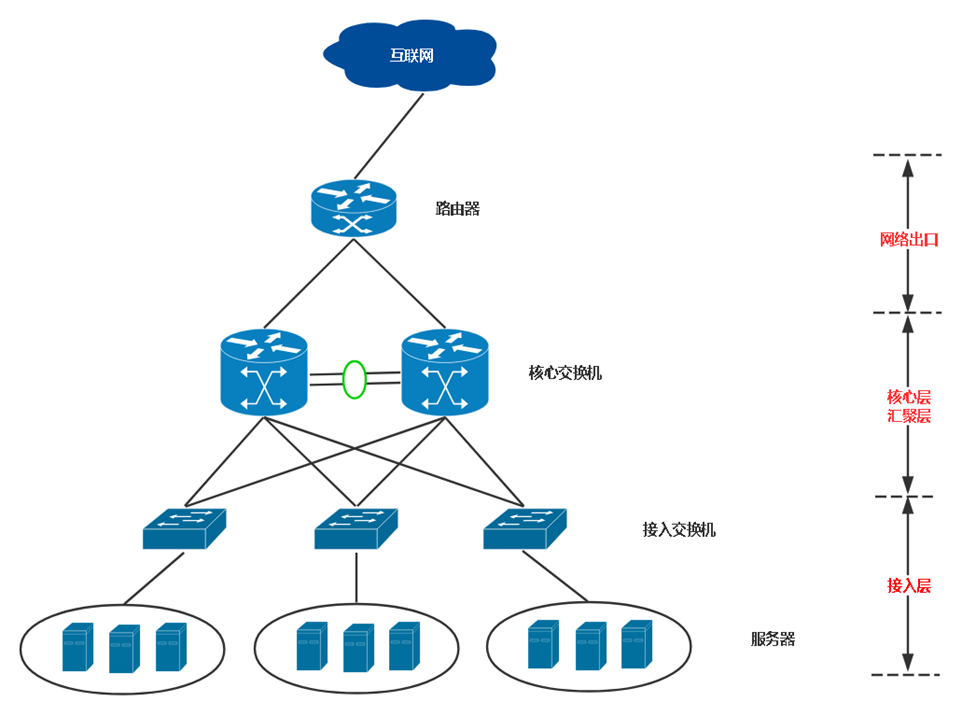 互联网
路由器
网络出口
核心交换机
核心层
汇聚层
接入交换机
接入层
服务器